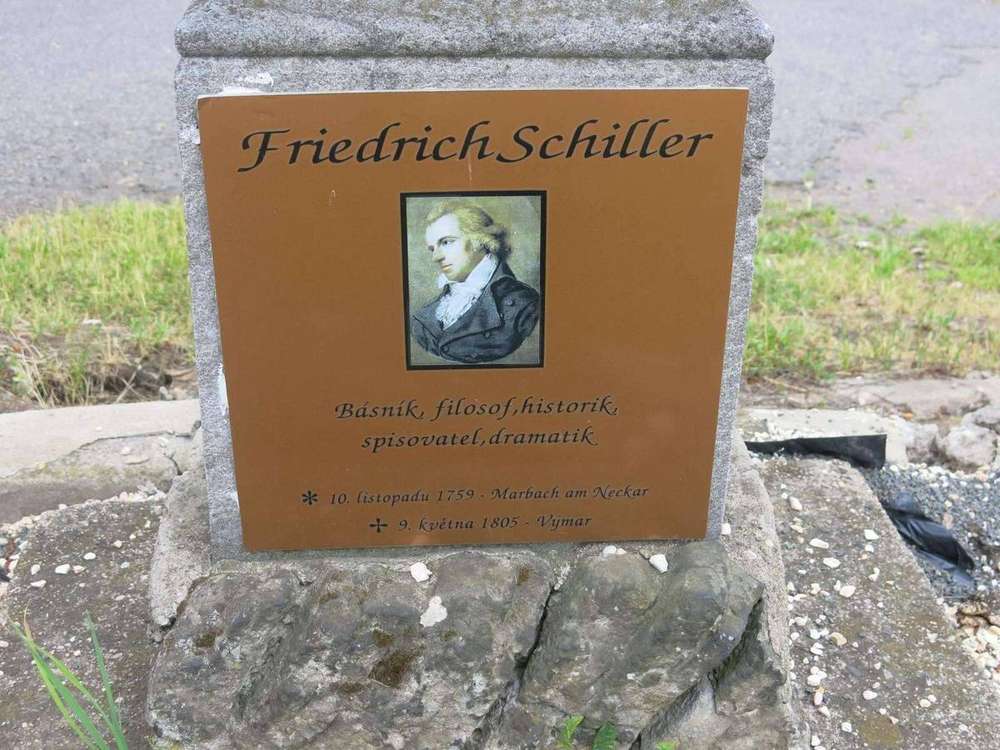 Friedrich Schiller
Básník, filosof,historik,
spisovatel,dramatik
* 10. listopadu 1759 - Marbach am Neckar
✝ 9. května 1805 - Výmar